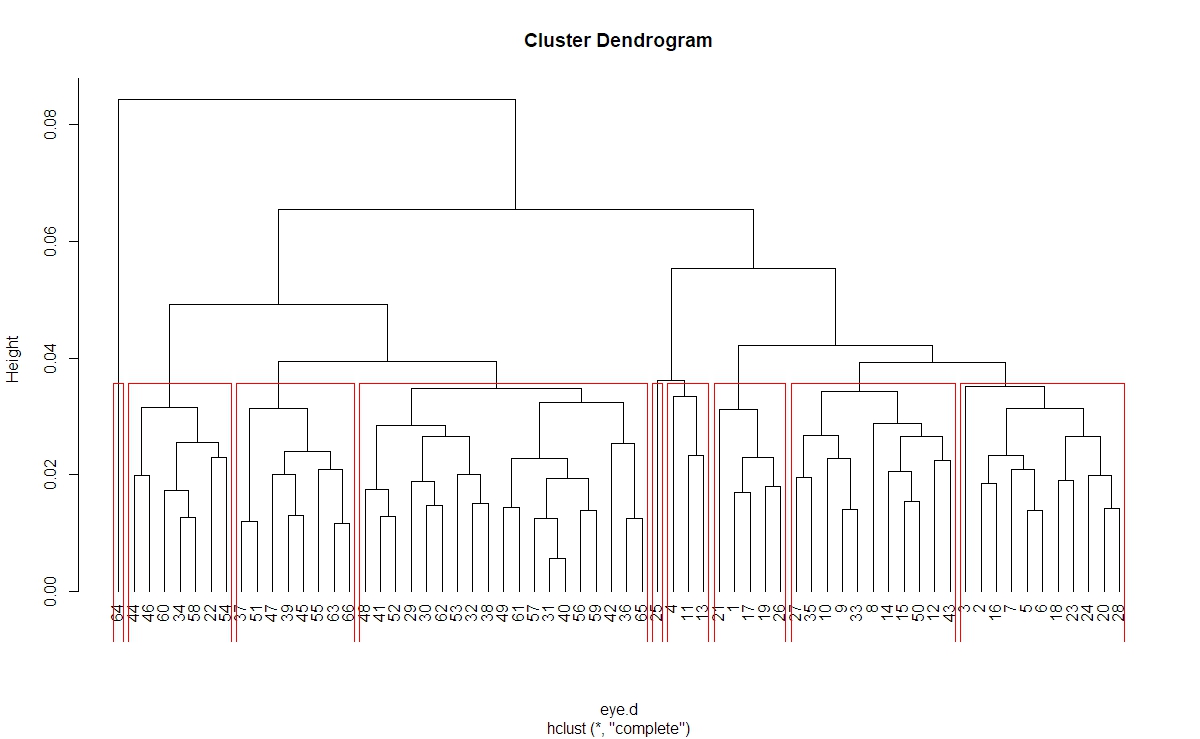 Cluster Dendrogram
Height
0.00 0.02 0.04 0.06 0.08
64 44 46 60 34 58 22 54 37 51 47 39 45 55 63 66 48 41 52 29 30 62 53 32 38 49 61 57 31 40 56 59 42 36 65 25 4 11 13 21 1 17 19 26 27 35 10 9 33 8 14 15 50 12 43 3 2 16 7 5 6 18 23 24 20 28
eye.d
hclust (*, "complete")